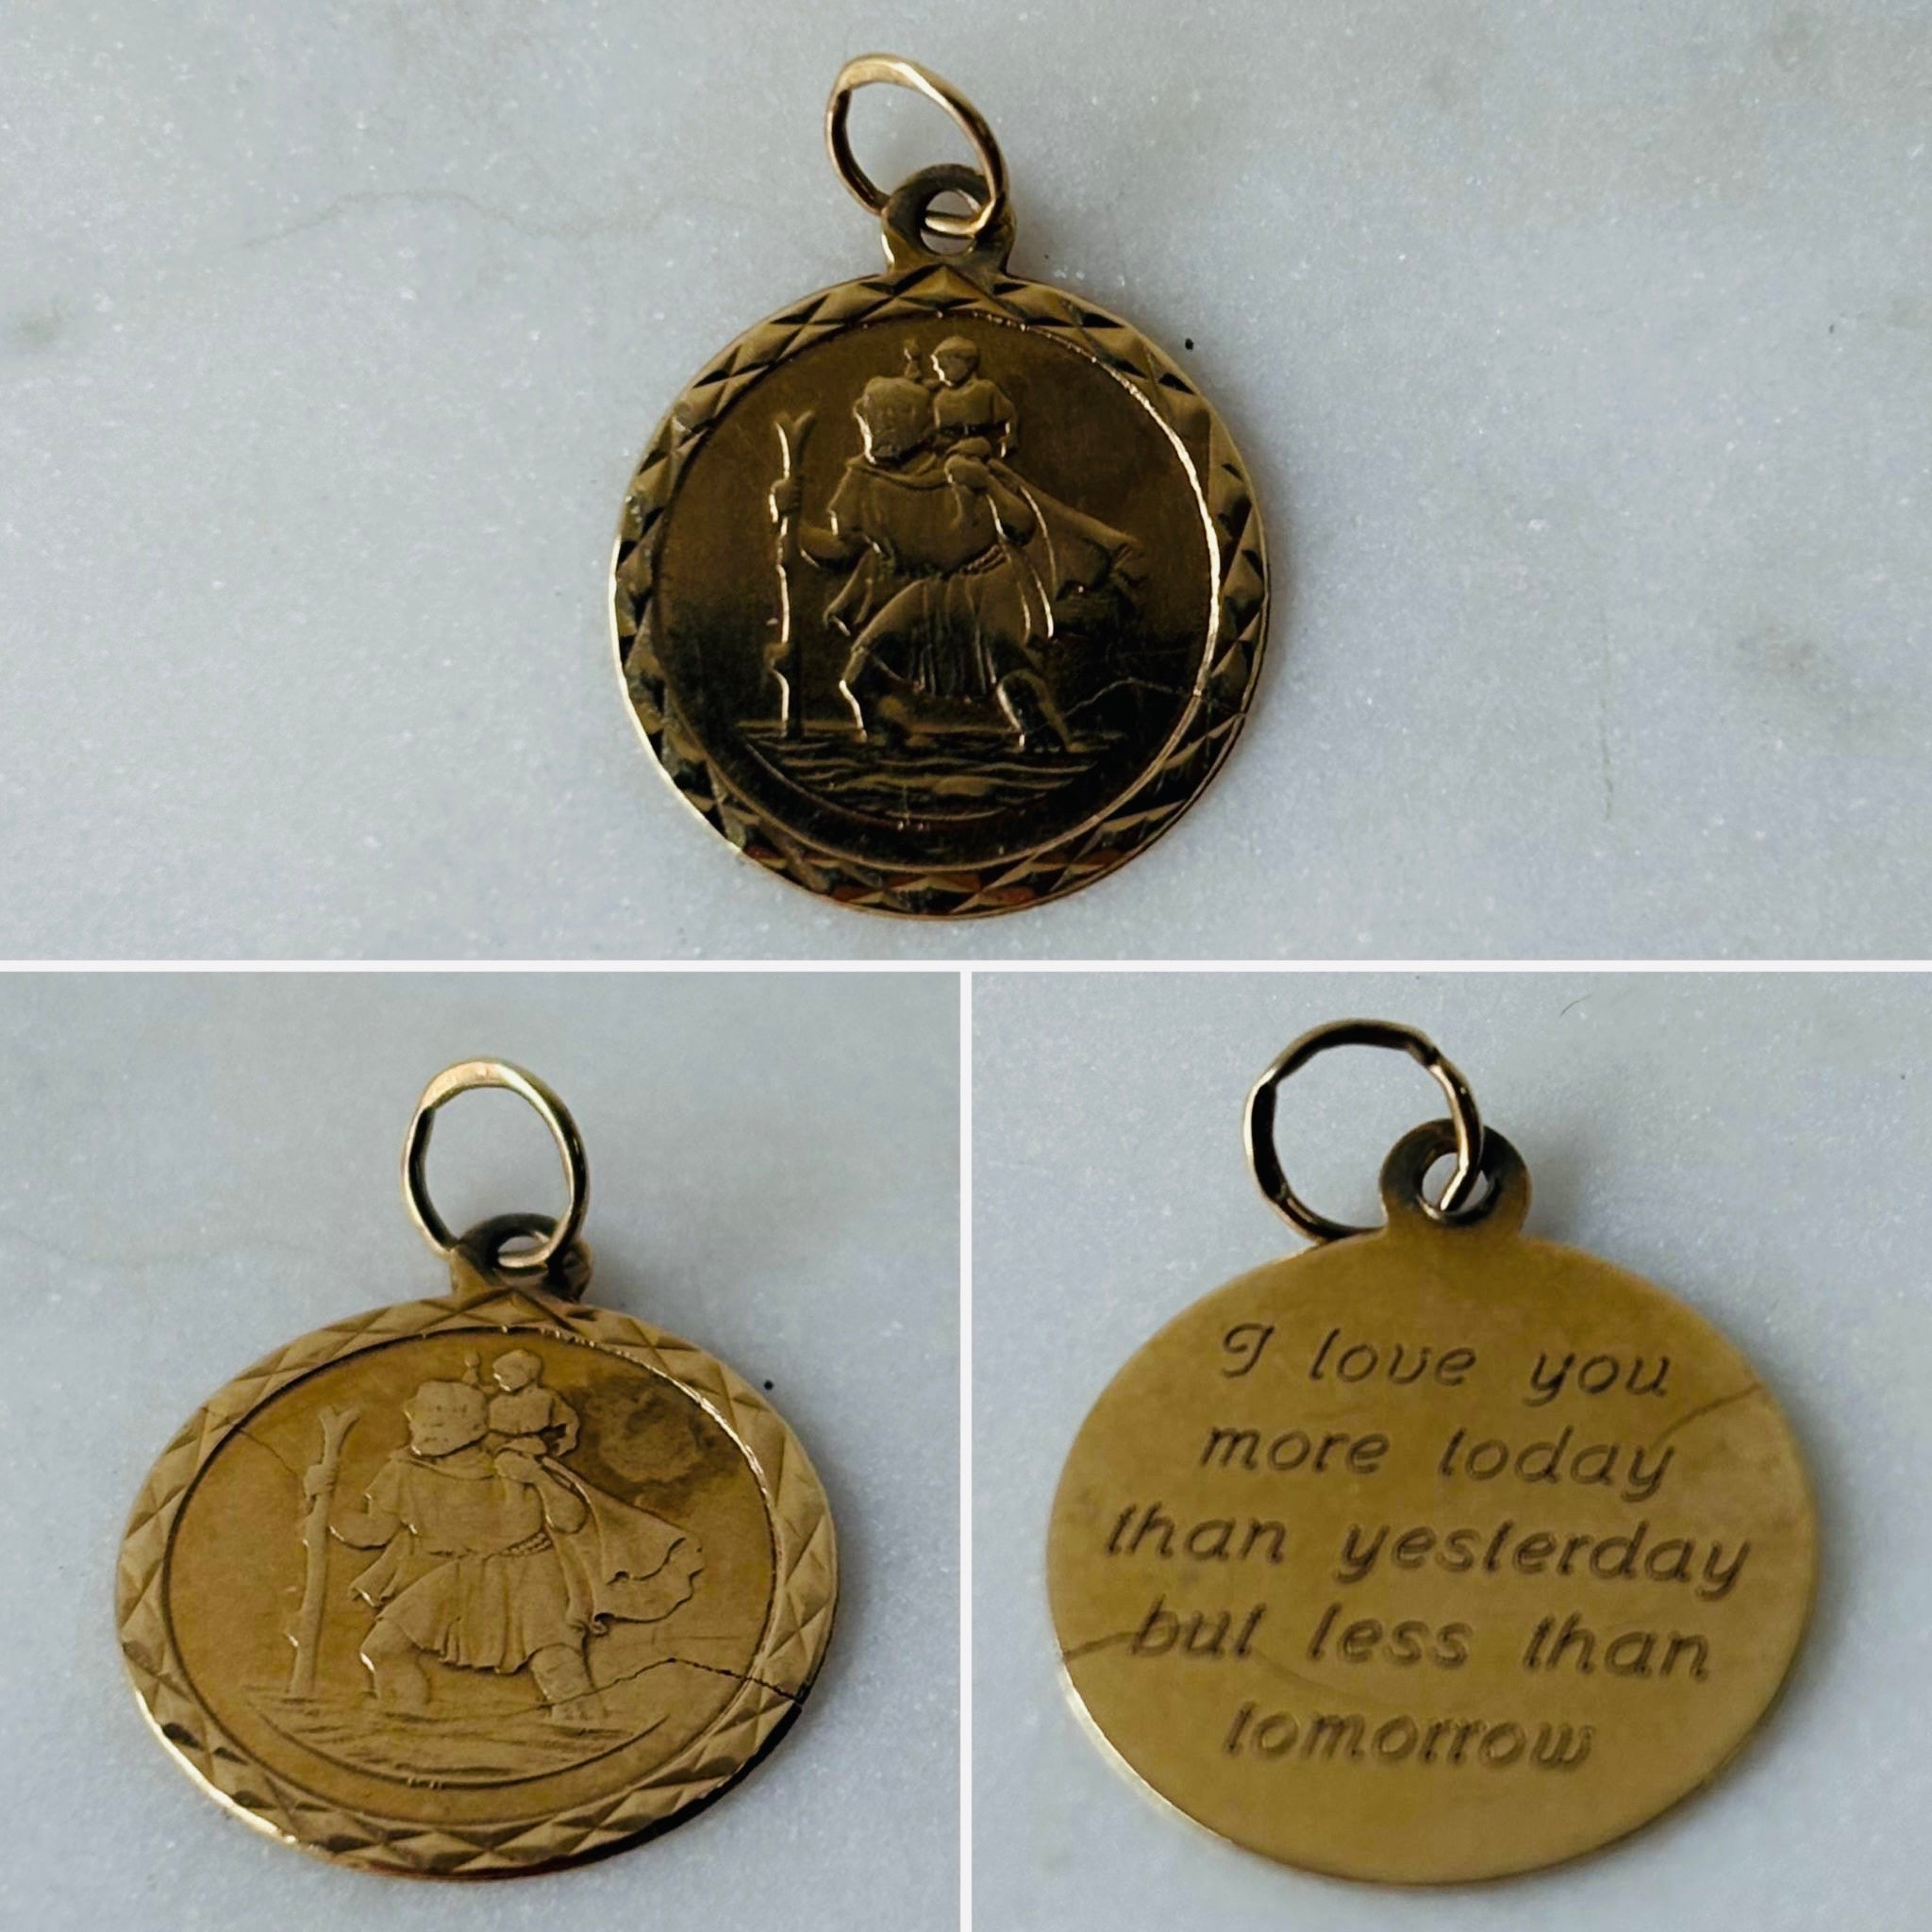 I love you
more today
than yesterday
but less than
tomorrow